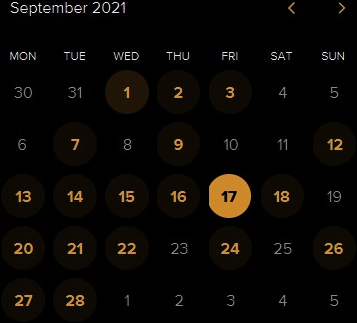 September 2021
MON TUE WED THU FRI SAT SUN
30 31 1 2 3 4 5
6 7 8 9 10 11 12
13 14 15 16 17 18 19
20 21 22 23 24 25 26
27 28 1 2 3 4 5